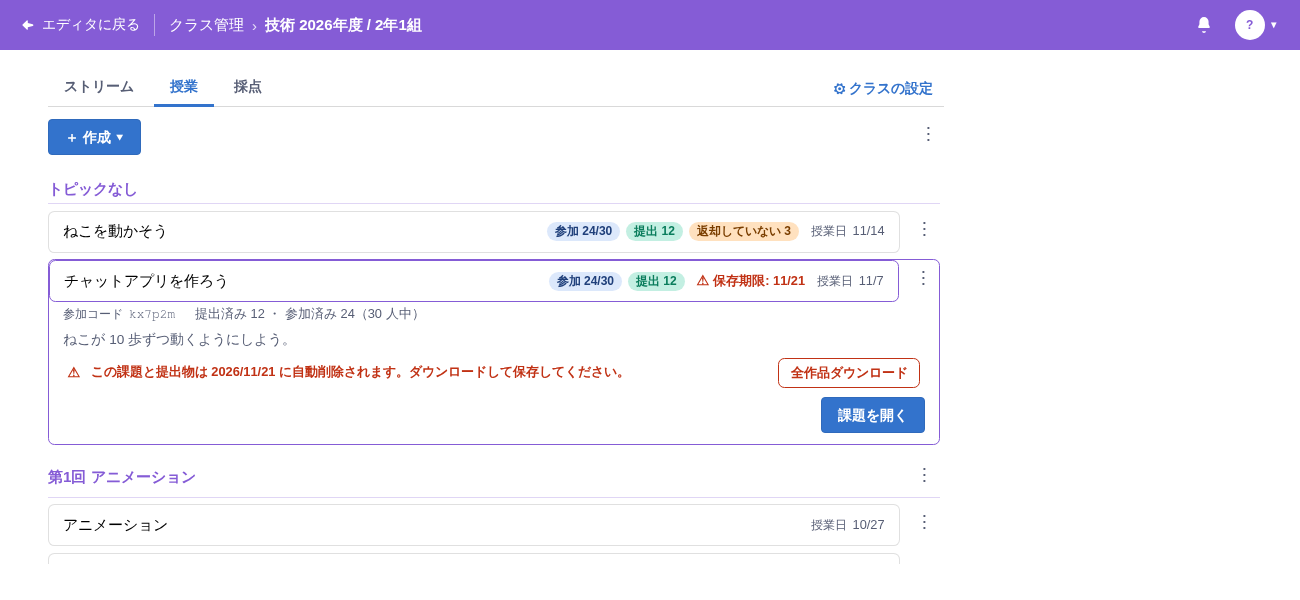 エディタに戻る クラス管理 › 技術 2026年度 / 2年1組 ?
ストリーム 授業 採点 クラスの設定
+ 作成
トピックなし
ねこを動かそう 参加 24/30 提出 12 返却していない 3 授業日 11/14
チャットアプリを作ろう 参加 24/30 提出 12 ⚠ 保存期限: 11/21 授業日 11/7
参加コード kx7p2m 提出済み 12 ・ 参加済み 24（30 人中）
ねこが 10 歩ずつ動くようにしよう。
⚠ この課題と提出物は 2026/11/21 に自動削除されます。ダウンロードして保存してください。 全作品ダウンロード
課題を開く
第1回 アニメーション
アニメーション 授業日 10/27